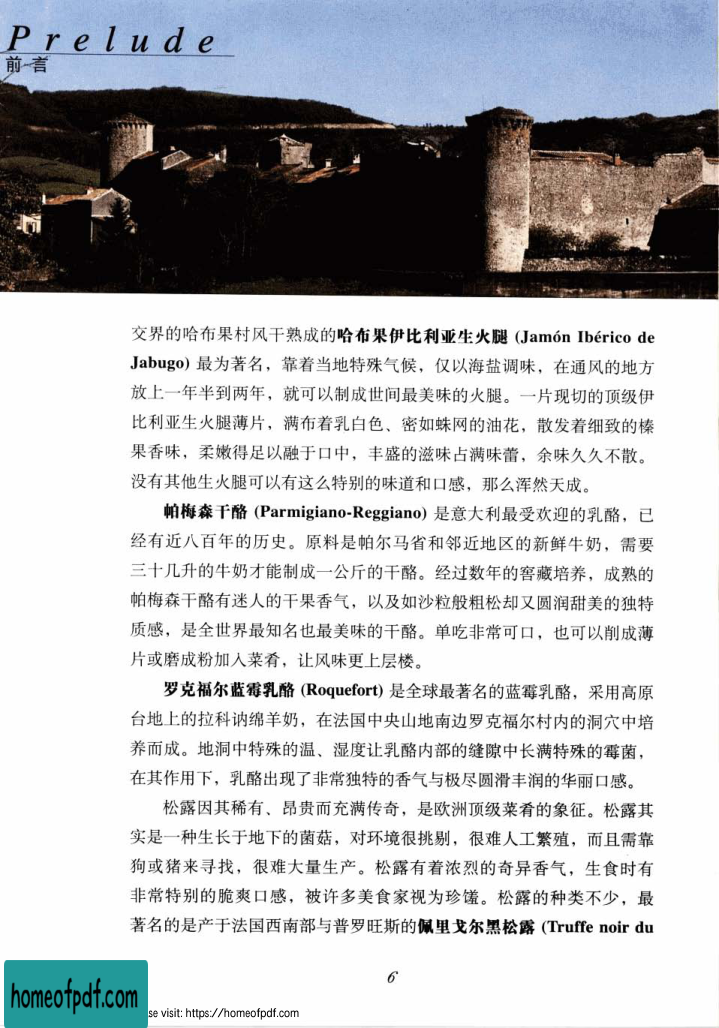 Prelude
前言
交界的哈布果村风干熟成的哈布果伊比利亚生火腿 (Jamón Ibérico de
Jabugo) 最为著名，靠着当地特殊气候，仅以海盐调味，在通风的地方
放上一年半到两年，就可以制成世间最美味的火腿。一片现切的顶级伊
比利亚生火腿薄片，满布着乳白色、密如蛛网的油花，散发着细致的榛
果香味，柔嫩得足以融于口中，丰盛的滋味占满味蕾，余味久久不散。
没有其他生火腿可以有这么特别的味道和口感，那么浑然天成。
帕梅森干酪 (Parmigiano-Reggiano) 是意大利最受欢迎的乳酪，已
经有近八百年的历史。原料是帕尔马省和邻近地区的新鲜牛奶，需要
三十几升的牛奶才能制成一公斤的干酪。经过数年的窖藏培养，成熟的
帕梅森干酪有迷人的干果香气，以及如沙粒般粗松却又圆润甜美的独特
质感，是全世界最知名也最美味的干酪。单吃非常可口，也可以削成薄
片或磨成粉加入菜肴，让风味更上层楼。
罗克福尔蓝霉乳酪 (Roquefort) 是全球最著名的蓝霉乳酪，采用高原
台地上的拉科讷绵羊奶，在法国中央山地南边罗克福尔村内的洞穴中培
养而成。地洞中特殊的温、湿度让乳酪内部的缝隙中长满特殊的霉菌，
在其作用下，乳酪出现了非常独特的香气与极尽圆滑丰润的华丽口感。
松露因其稀有、昂贵而充满传奇，是欧洲顶级菜肴的象征。松露其
实是一种生长于地下的菌菇，对环境很挑剔，很难人工繁殖，而且需靠
狗或猪来寻找，很难大量生产。松露有着浓烈的奇异香气，生食时有
非常特别的脆爽口感，被许多美食家视为珍馐。松露的种类不少，最
著名的是产于法国西南部与普罗旺斯的佩里戈尔黑松露 (Truffe noir du
6
homeofpdf.com
se visit: https://homeofpdf.com